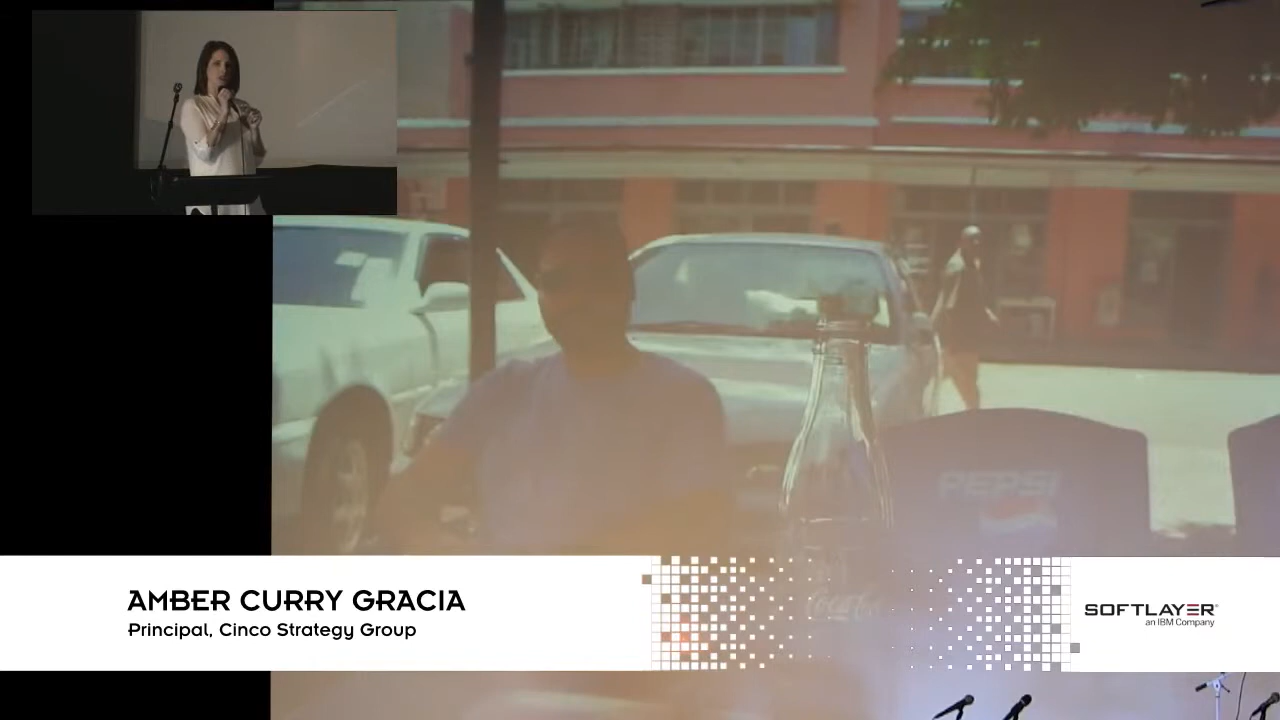 PEPSI
Coca-Cola
AMBER CURRY GRACIA
Principal, Cinco Strategy Group
SOFTLAYER®
an IBM Company